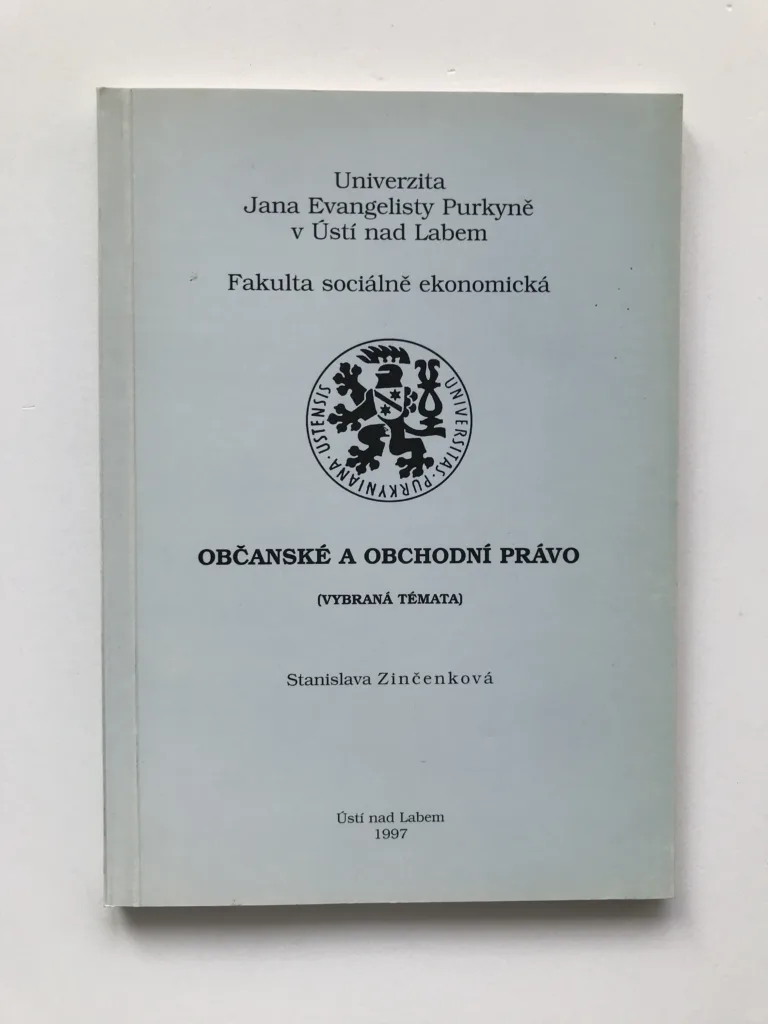 Univerzita
Jana Evangelisty Purkyně
v Ústí nad Labem
Fakulta sociálně ekonomická
UNIVERSITAS · PURKYNIANA · USTENSIS
OBČANSKÉ A OBCHODNÍ PRÁVO
(VYBRANÁ TÉMATA)
Stanislava Zinčenková
Ústí nad Labem
1997